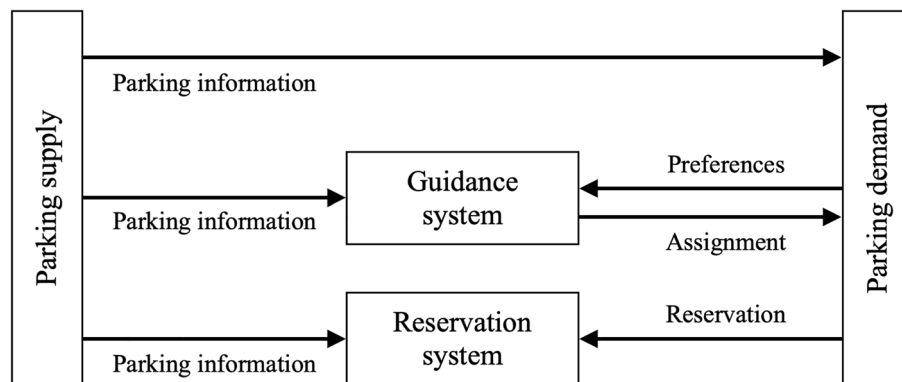 Parking supply
Parking information
Parking information
Parking information
Guidance
system
Reservation
system
Preferences
Assignment
Reservation
Parking demand